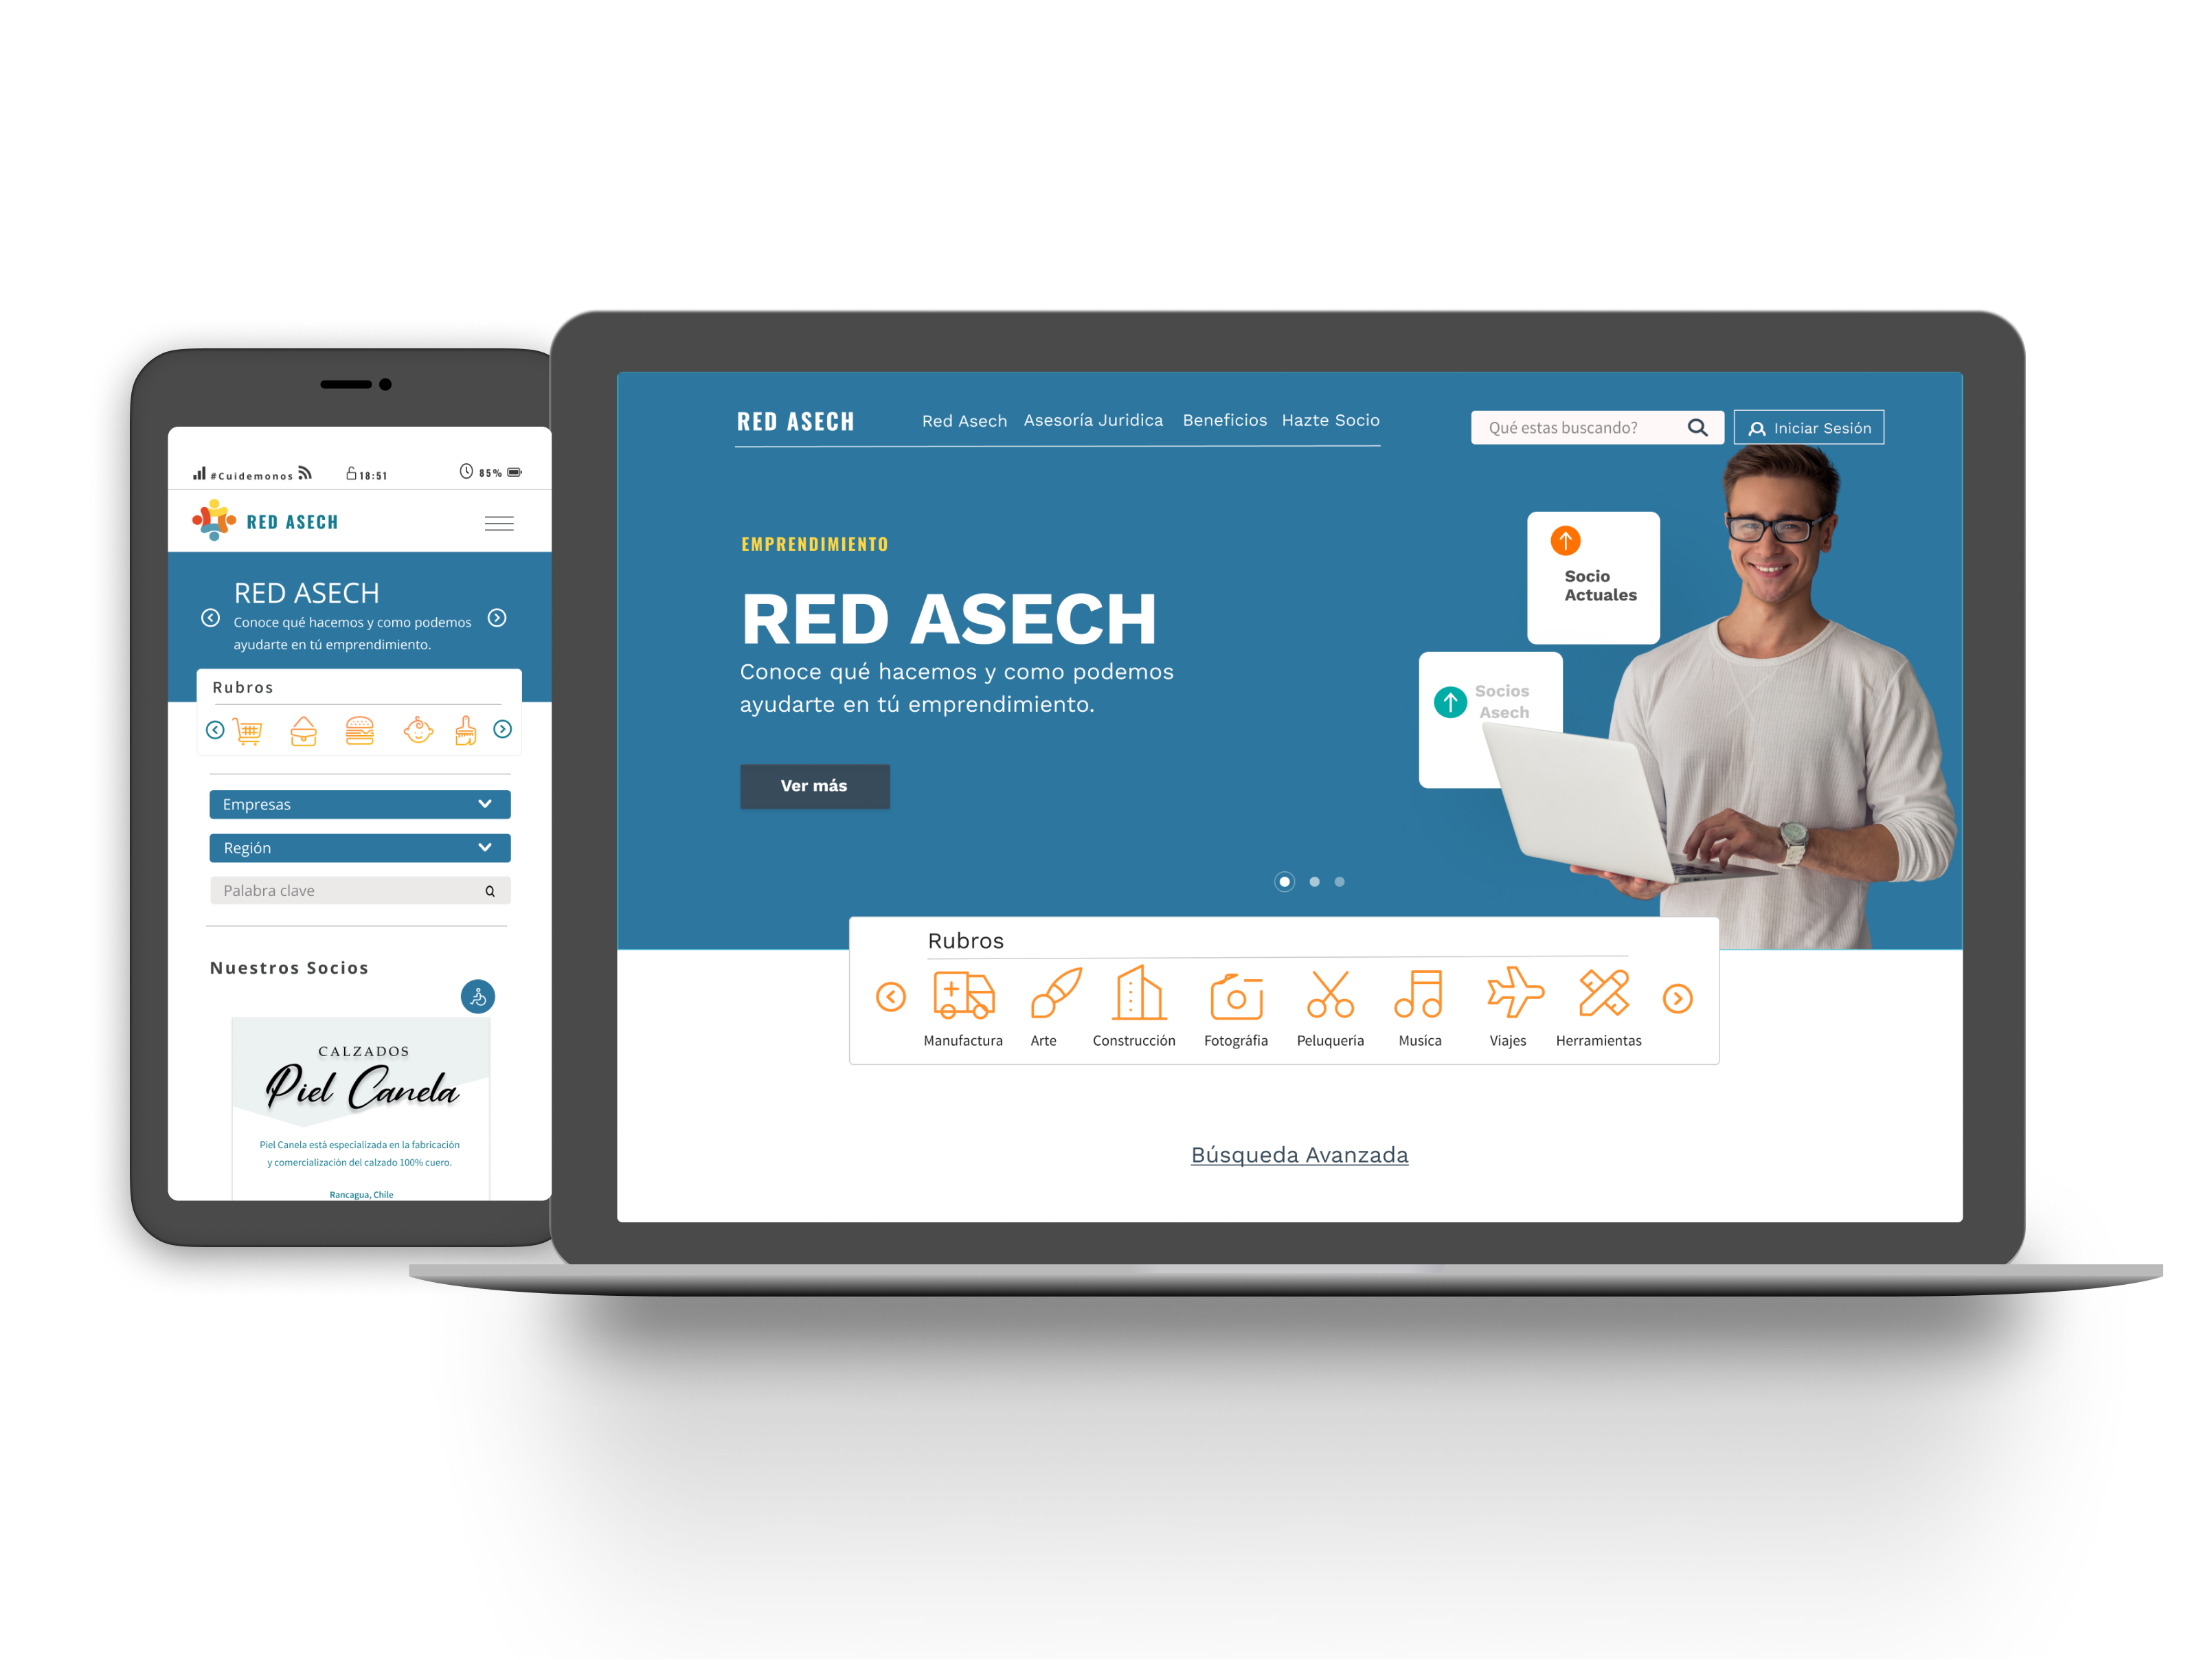 #Cuidemonos
18:51
85%
RED ASECH
RED ASECH
Conoce qué hacemos y como podemos
ayudarte en tú emprendimiento.
Rubros
Empresas
Región
Palabra clave
Nuestros Socios
CALZADOS
Piel Canela
Piel Canela está especializada en la fabricación
y comercialización del calzado 100% cuero.
Rancagua, Chile
RED ASECH
Red Asech
Asesoría Juridica
Beneficios
Hazte Socio
Qué estas buscando?
Iniciar Sesión
EMPRENDIMIENTO
RED ASECH
Conoce qué hacemos y como podemos
ayudarte en tú emprendimiento.
Ver más
Socio
Actuales
Socios
Asech
Rubros
Manufactura
Arte
Construcción
Fotográfia
Peluquería
Musíca
Viajes
Herramientas
Búsqueda Avanzada